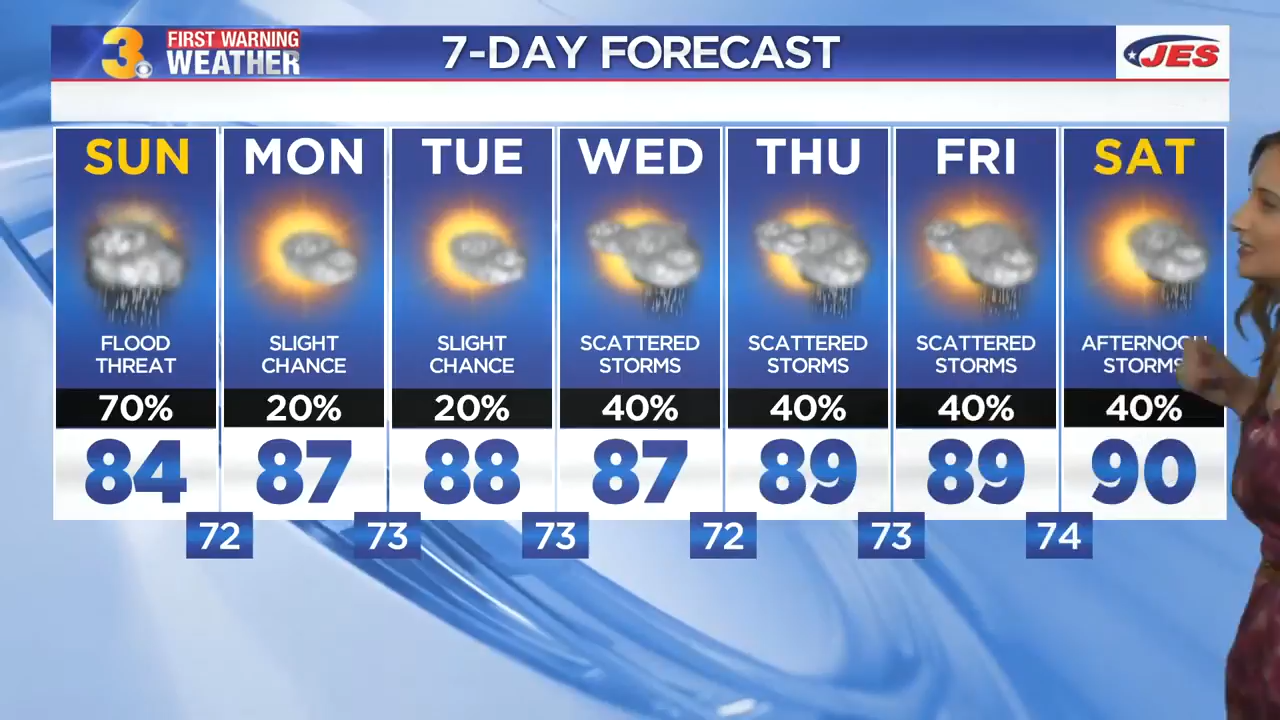 3 FIRST WARNING
WEATHER
7-DAY FORECAST
JES
SUN
FLOOD
THREAT
70%
84
MON
SLIGHT
CHANCE
20%
87
TUE
SLIGHT
CHANCE
20%
88
WED
SCATTERED
STORMS
40%
87
THU
SCATTERED
STORMS
40%
89
FRI
SCATTERED
STORMS
40%
89
SAT
AFTERNOON
STORMS
40%
90
72
73
73
72
73
74